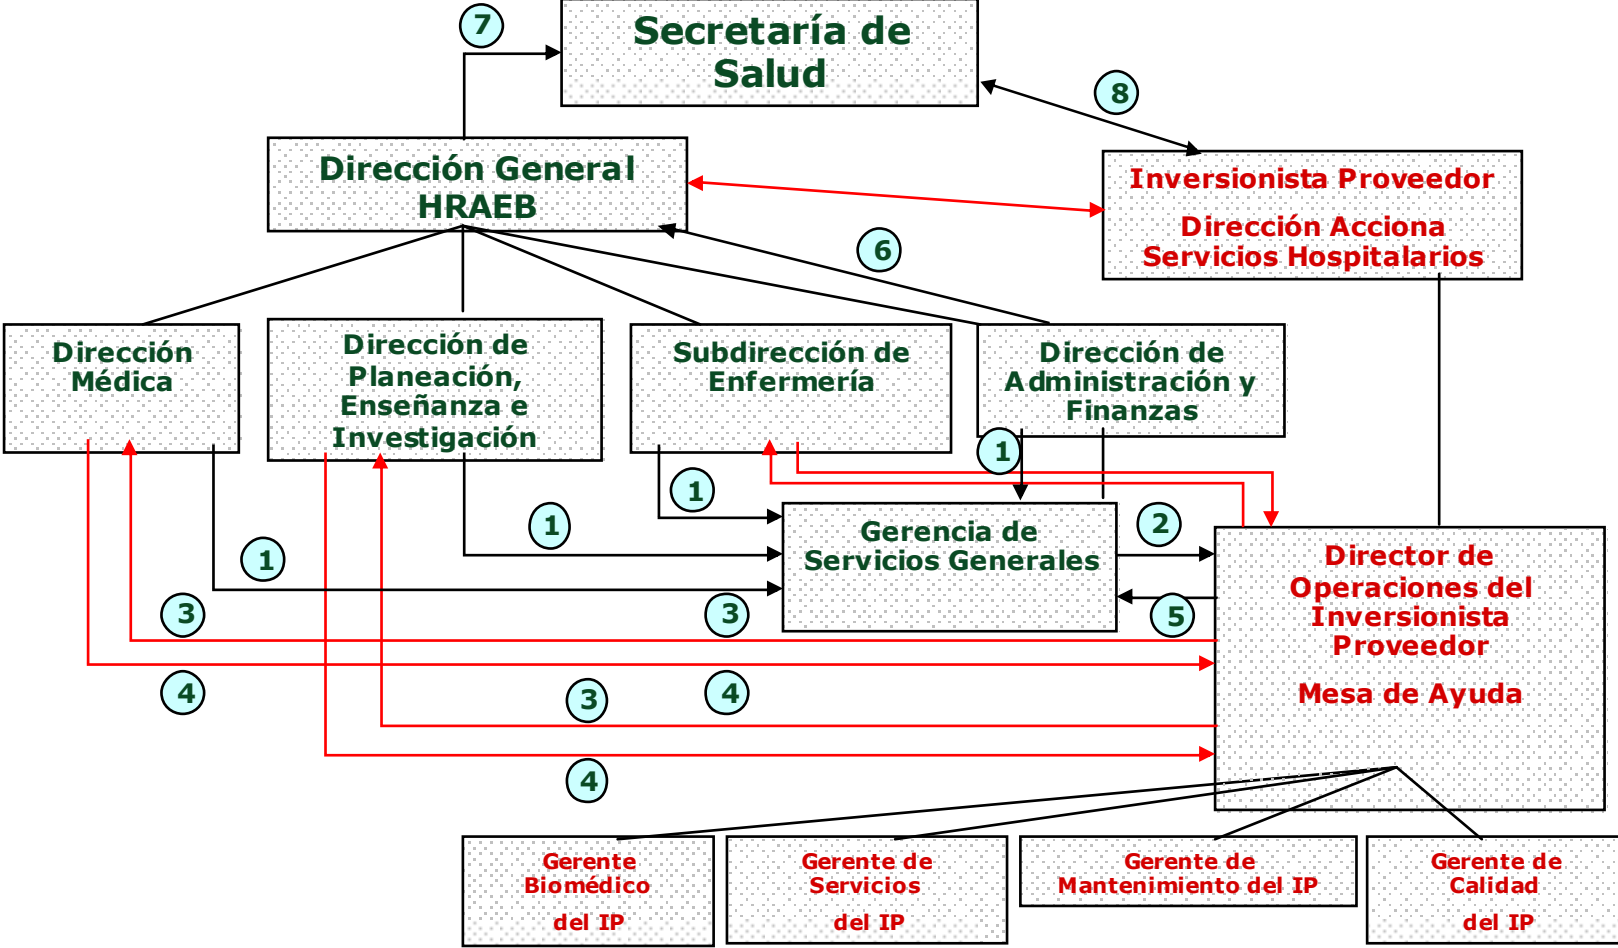 7
Secretaría de
Salud
8
Dirección General
HRAEB
Inversionista Proveedor
Dirección Acciona
Servicios Hospitalarios
6
Dirección
Médica
Dirección de
Planeación,
Enseñanza e
Investigación
Subdirección de
Enfermería
Dirección de
Administración y
Finanzas
1
1
1
1
Gerencia de
Servicios Generales
2
5
Director de
Operaciones del
Inversionista
Proveedor
Mesa de Ayuda
3
3
4
4
3
4
Gerente
Biomédico
del IP
Gerente de
Servicios
del IP
Gerente de
Mantenimiento del IP
Gerente de
Calidad
del IP